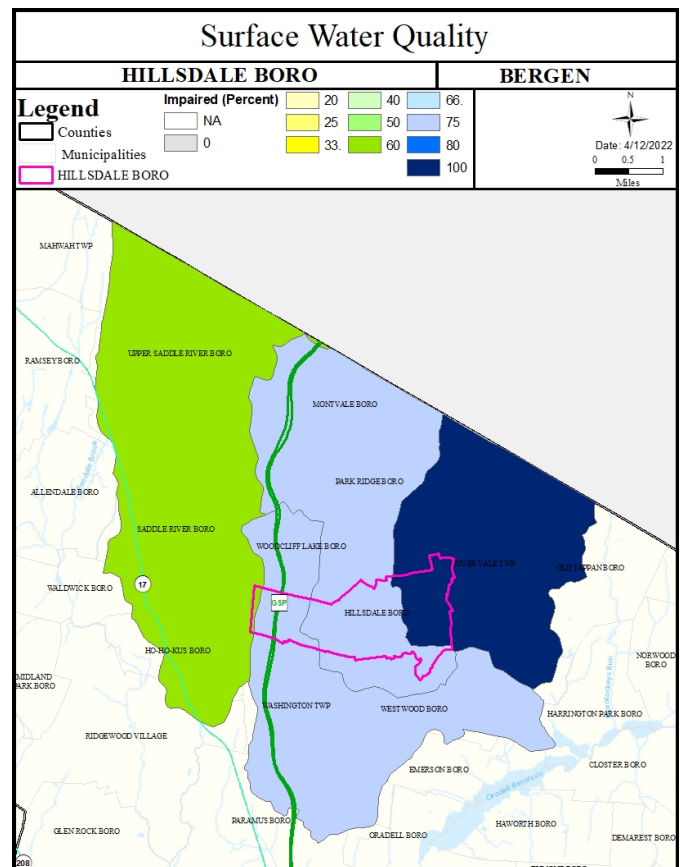 Surface Water Quality
HILLSDALE BORO
BERGEN
Legend
Counties
Municipalities
HILLSDALE BORO
Impaired (Percent)
NA
0
20
25
33.
40
50
60
66.
75
80
100
N
Date: 4/12/2022
0 0.5 1
Miles
MAHWAH TWP
UPPER SADDLE RIVER BORO
RAMSEY BORO
MONTVALE BORO
PARK RIDGE BORO
ALLENDALE BORO
SADDLE RIVER BORO
WOODCLIFF LAKE BORO
RIVER VALE TWP
OLD TAPPAN BORO
WALDWICK BORO
17
GSP
HILLSDALE BORO
HO-HO-KUS BORO
NORWOOD
BORO
MIDLAND
PARK BORO
WASHINGTON TWP
WESTWOOD BORO
HARRINGTON PARK BORO
RIDGEWOOD VILLAGE
EMERSON BORO
CLOSTER BORO
Oradell Reservoir
PARAMUS BORO
HAWORTH BORO
GLEN ROCK BORO
ORADELL BORO
DEMAREST BORO
208